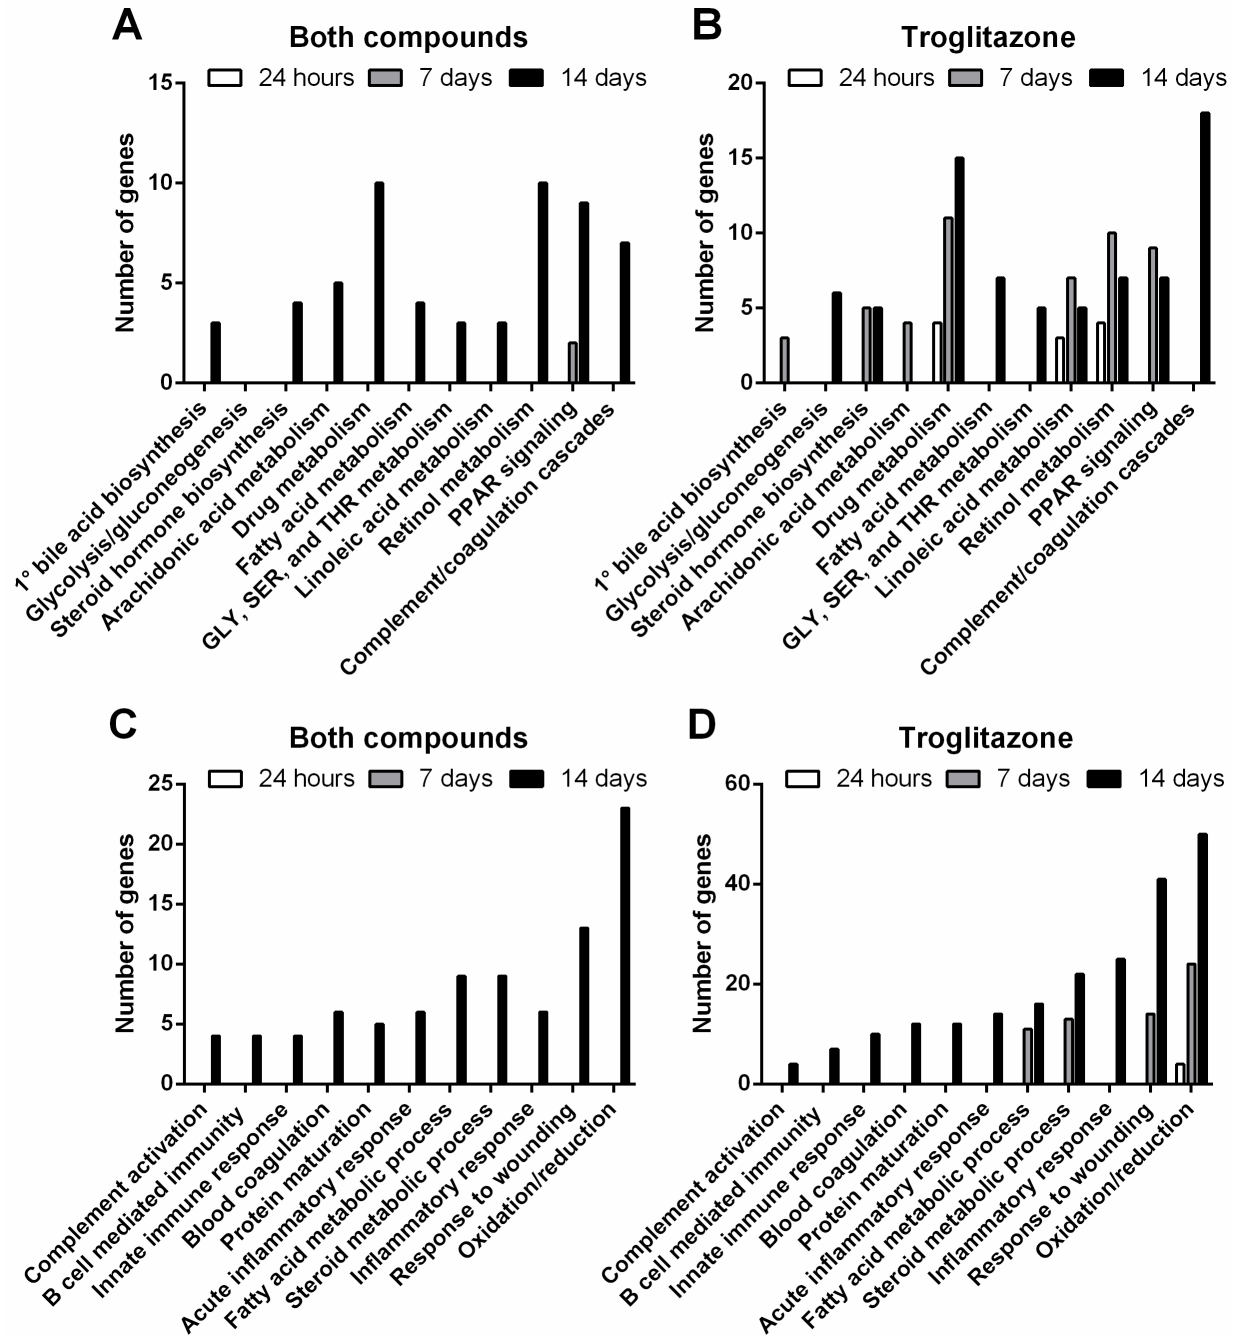 A
Both compounds
24 hours 7 days 14 days
Number of genes
15
10
5
0
1° bile acid biosynthesis
Glycolysis/gluconeogenesis
Steroid hormone biosynthesis
Arachidonic acid metabolism
Drug metabolism
Fatty acid metabolism
GLY, SER, and THR metabolism
Linoleic acid metabolism
Retinol metabolism
PPAR signaling
Complement/coagulation cascades
B
Troglitazone
24 hours 7 days 14 days
Number of genes
20
15
10
5
0
1° bile acid biosynthesis
Glycolysis/gluconeogenesis
Steroid hormone biosynthesis
Arachidonic acid metabolism
Drug metabolism
Fatty acid metabolism
GLY, SER, and THR metabolism
Linoleic acid metabolism
Retinol metabolism
PPAR signaling
Complement/coagulation cascades
C
Both compounds
24 hours 7 days 14 days
Number of genes
25
20
15
10
5
0
Complement activation
B cell mediated immunity
Innate immune response
Blood coagulation
Protein maturation
Acute inflammatory response
Fatty acid metabolic process
Steroid metabolic process
Inflammatory response
Response to wounding
Oxidation/reduction
D
Troglitazone
24 hours 7 days 14 days
Number of genes
60
40
20
0
Complement activation
B cell mediated immunity
Innate immune response
Blood coagulation
Protein maturation
Acute inflammatory response
Fatty acid metabolic process
Steroid metabolic process
Inflammatory response
Response to wounding
Oxidation/reduction